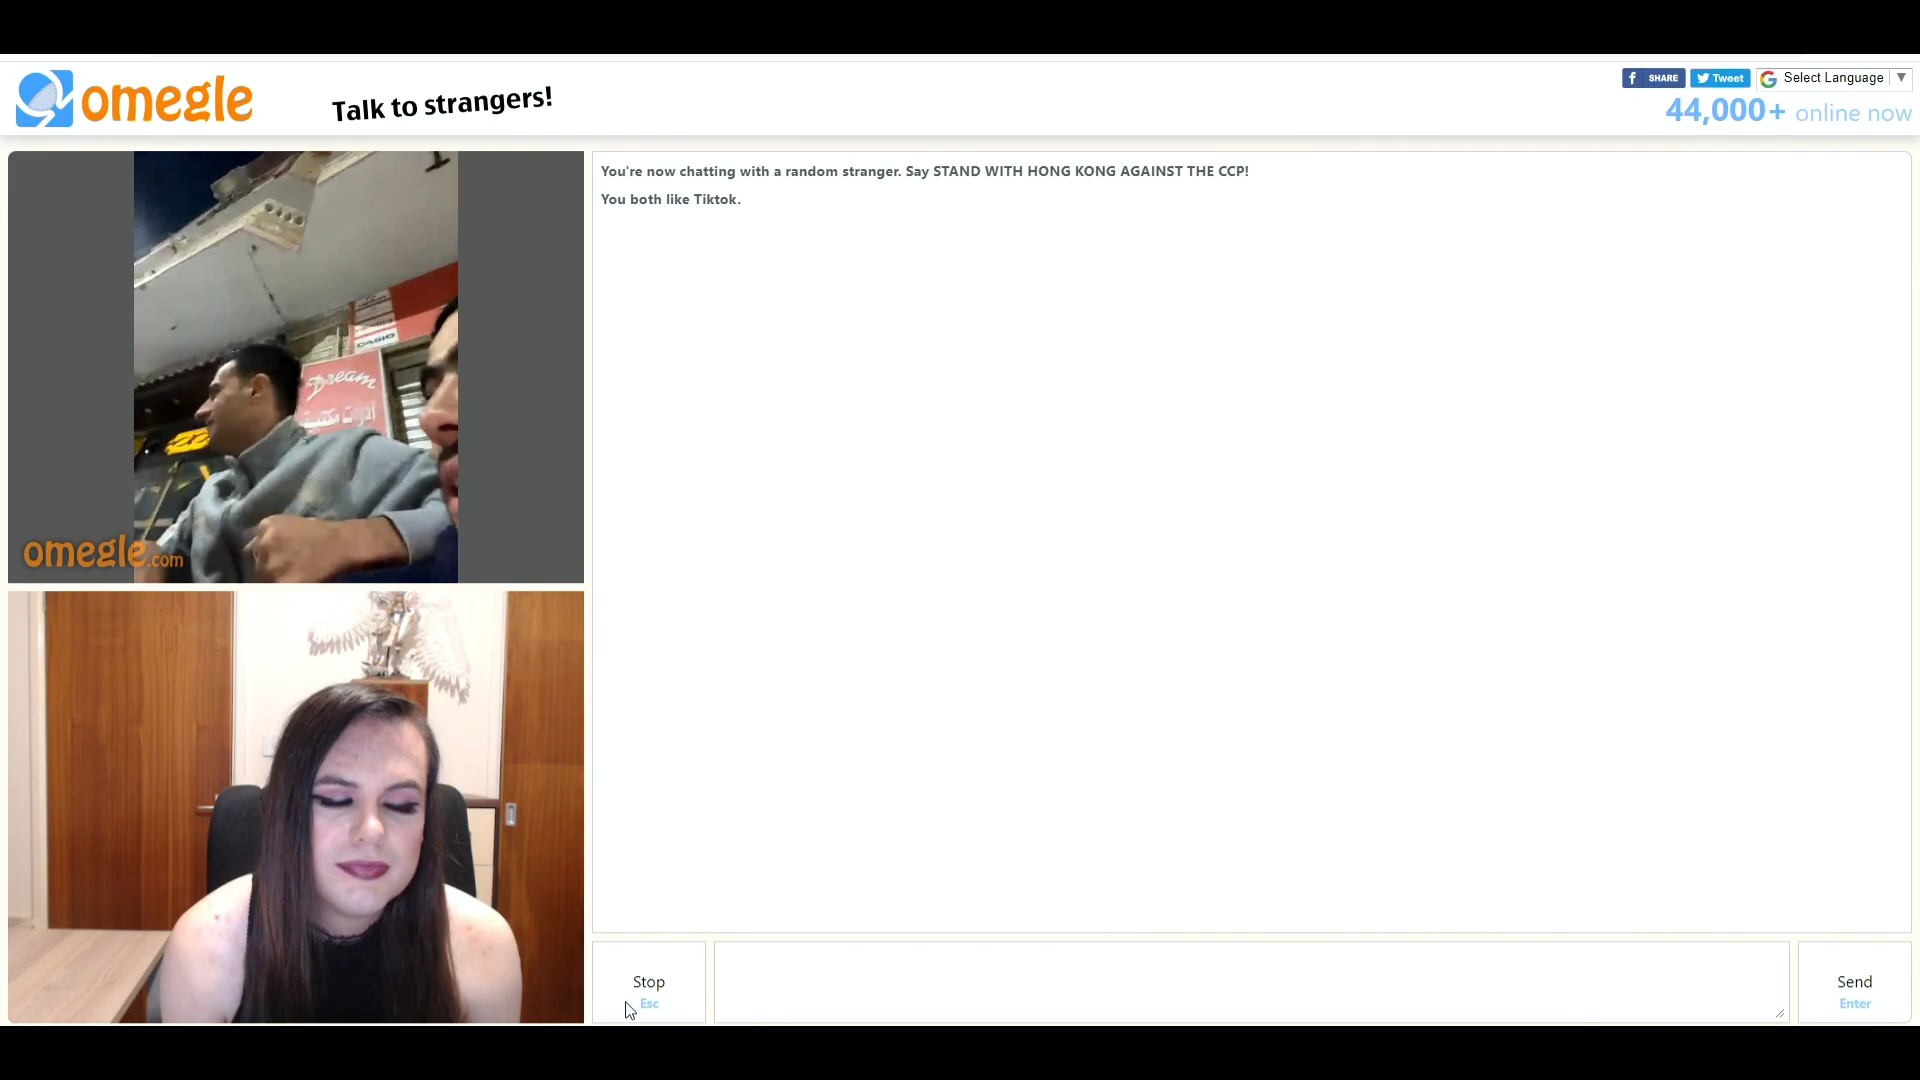 omegle
Talk to strangers!
SHARE
Tweet
Select Language
44,000+ online now
CASIO
Dream
أدوات مكتبية
omegle.com
You're now chatting with a random stranger. Say STAND WITH HONG KONG AGAINST THE CCP!
You both like Tiktok.
Stop
Esc
Send
Enter